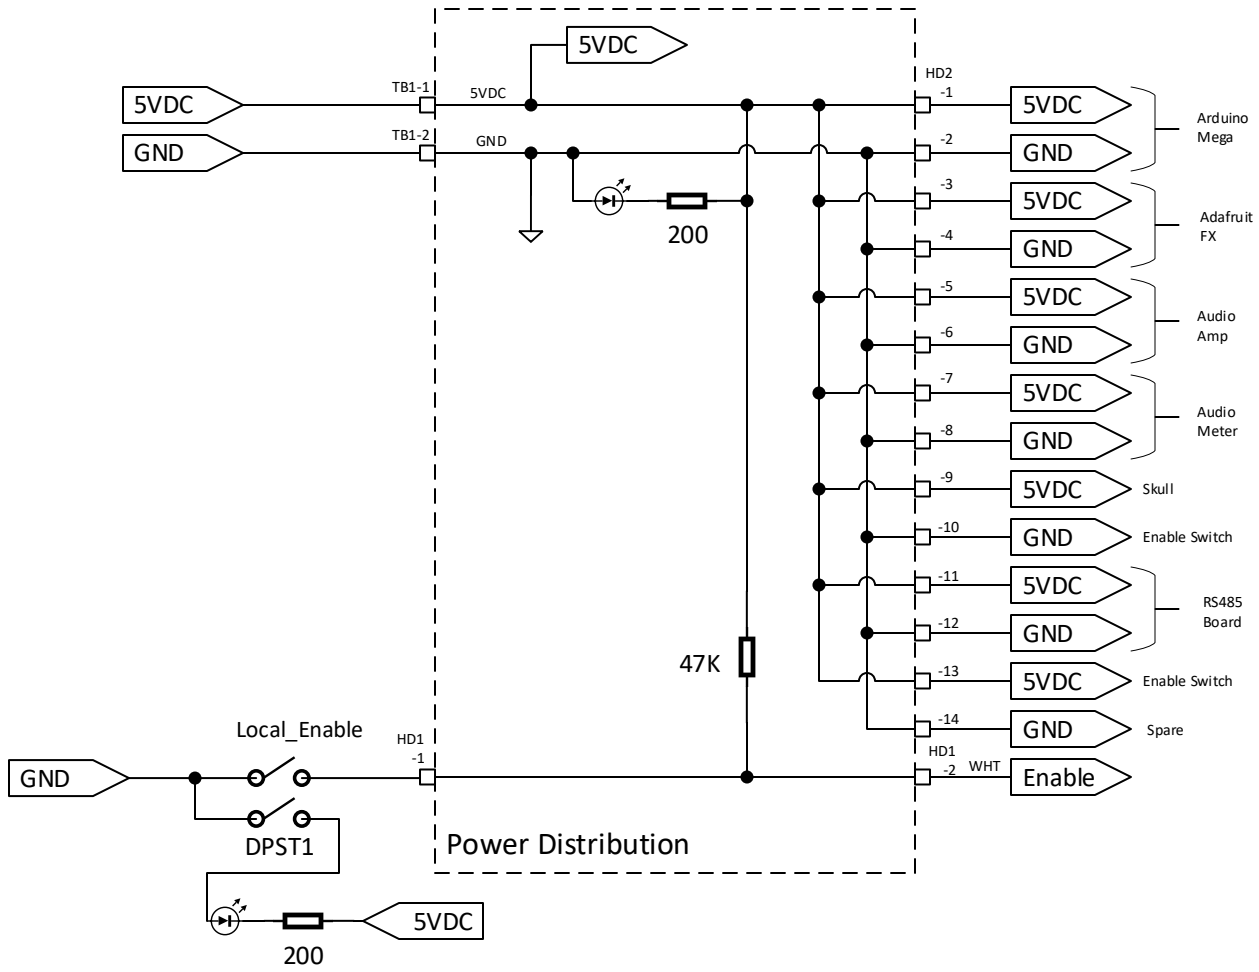 5VDC
HD2
TB1-1
5VDC
-1
5VDC
5VDC
Arduino
Mega
TB1-2
GND
-2
GND
GND
-3
5VDC
Adafruit
FX
200
-4
GND
-5
5VDC
Audio
Amp
-6
GND
-7
5VDC
Audio
Meter
-8
GND
-9
5VDC
Skull
-10
GND
Enable Switch
-11
5VDC
RS485
Board
-12
GND
47K
-13
5VDC
Enable Switch
Local_Enable
-14
GND
Spare
HD1
-1
HD1
-2
WHT
GND
Enable
DPST1
Power Distribution
5VDC
200